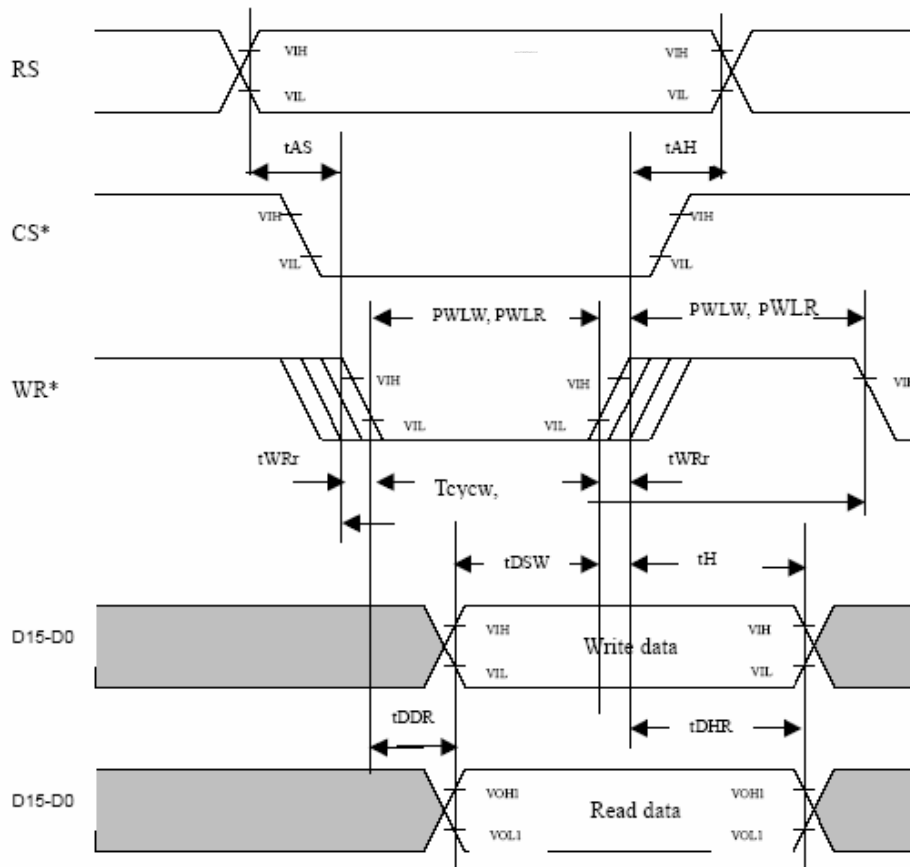 RS
VIH
VIH
VIL
VIL
tAS
tAH
CS*
VIH
VIH
VIL
VIL
PWLW, PWLR
PWLW, PWLR
WR*
VIH
VIH
VIL
VIL
tWRr
tWRr
Tcycw,
tDSW
tH
D15-D0
VIH
VIH
Write data
VIL
VIL
tDDR
tDHR
D15-D0
VOH1
VOH1
Read data
VOL1
VOL1